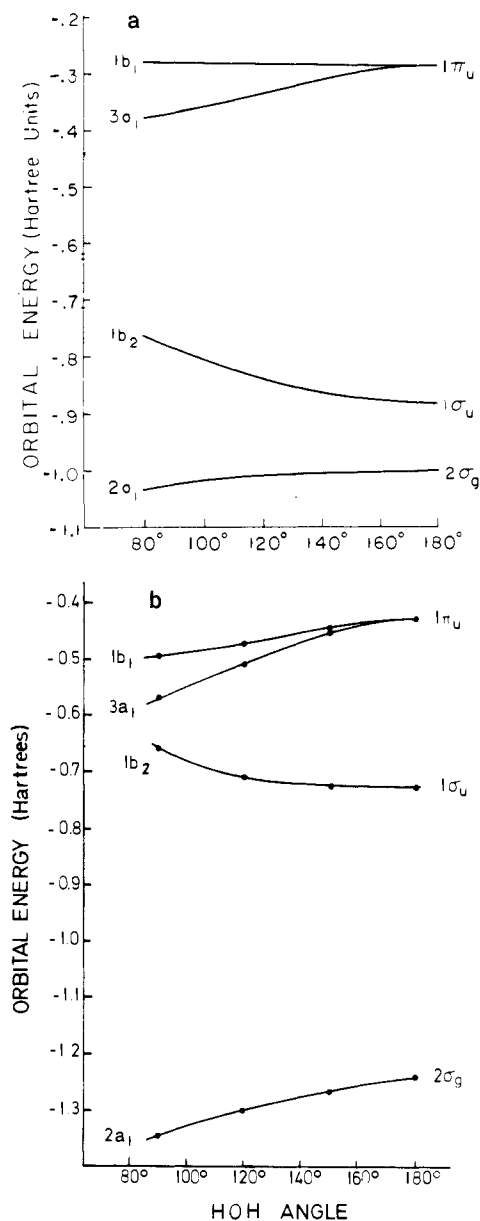 a
ORBITAL ENERGY (Hartree Units)
-.2
-.3
-.4
-.5
-.6
-.7
-.8
-.9
-1.0
-1.1
1b₁
3a₁
1b₂
2a₁
1πu
1σu
2σg
80° 100° 120° 140° 160° 180°
b
ORBITAL ENERGY (Hartrees)
-0.4
-0.5
-0.6
-0.7
-0.8
-0.9
-1.0
-1.1
-1.2
-1.3
1b₁
3a₁
1b₂
2a₁
1πu
1σu
2σg
80° 100° 120° 140° 160° 180°
HOH ANGLE